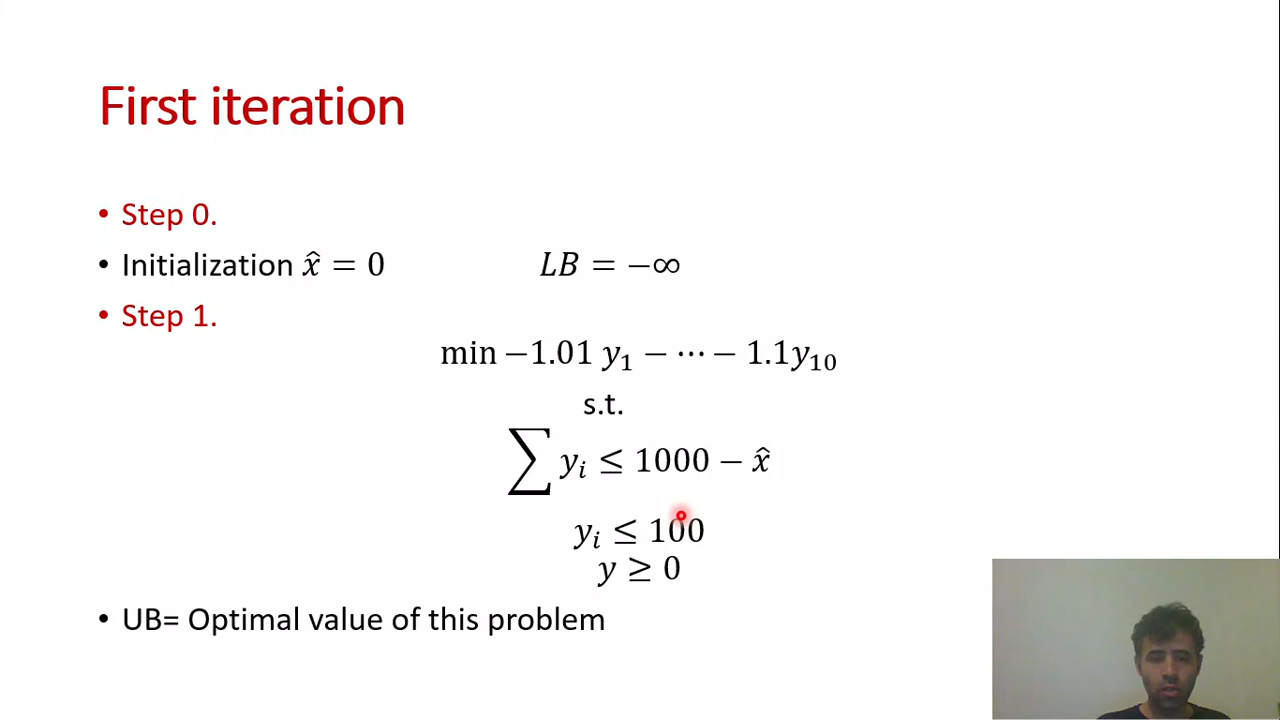 First iteration
• Step 0.
• Initialization x̂ = 0 LB = −∞
• Step 1.
min −1.01 y₁ − ⋯ − 1.1y₁₀
s.t.
∑ yᵢ ≤ 1000 − x̂
yᵢ ≤ 100
y ≥ 0
• UB= Optimal value of this problem